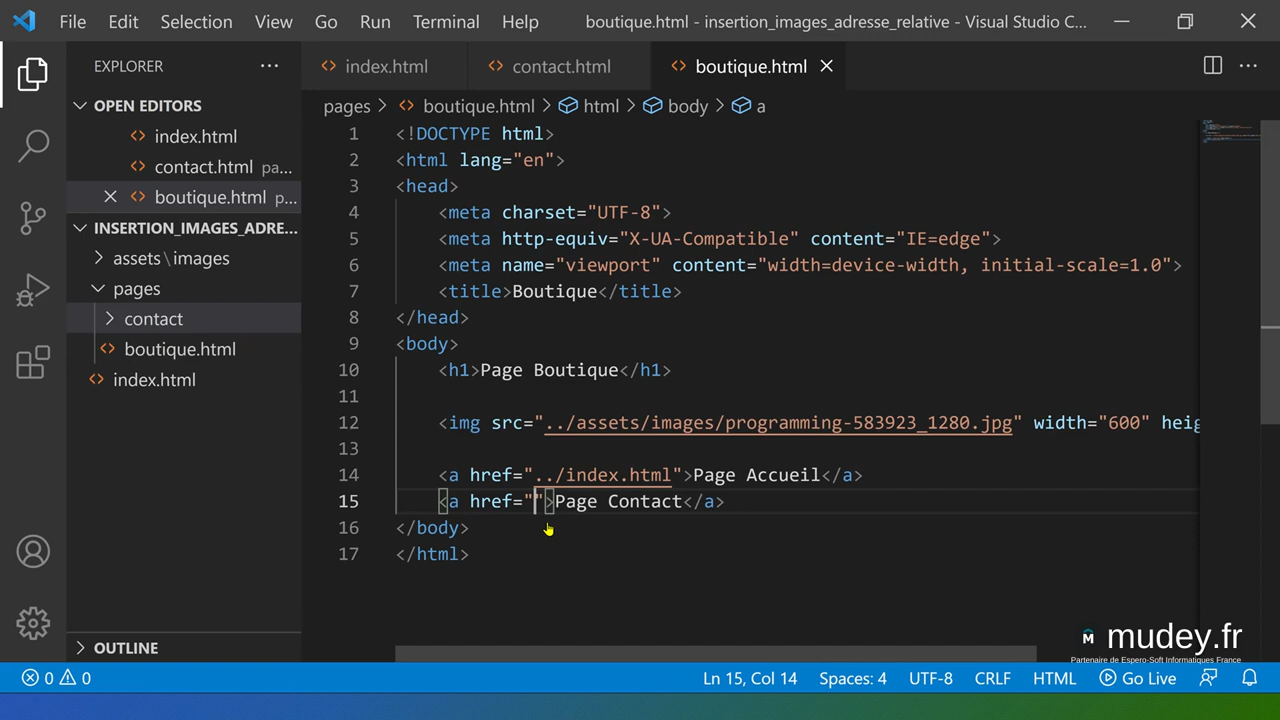 File Edit Selection View Go Run Terminal Help boutique.html - insertion_images_adresse_relative - Visual Studio C...
EXPLORER ...
index.html contact.html boutique.html
OPEN EDITORS
index.html
contact.html pa...
boutique.html p...
INSERTION_IMAGES_ADRE...
assets\images
pages
contact
boutique.html
index.html
OUTLINE
pages > boutique.html > html > body > a
1 <!DOCTYPE html>
2 <html lang="en">
3 <head>
4 <meta charset="UTF-8">
5 <meta http-equiv="X-UA-Compatible" content="IE=edge">
6 <meta name="viewport" content="width=device-width, initial-scale=1.0">
7 <title>Boutique</title>
8 </head>
9 <body>
10 <h1>Page Boutique</h1>
11
12 <img src="../assets/images/programming-583923_1280.jpg" width="600" heig
13
14 <a href="../index.html">Page Accueil</a>
15 <a href="">Page Contact</a>
16 </body>
17 </html>
mudey.fr
Partenaire de Espero-Soft Informatiques France
0 0 Ln 15, Col 14 Spaces: 4 UTF-8 CRLF HTML Go Live